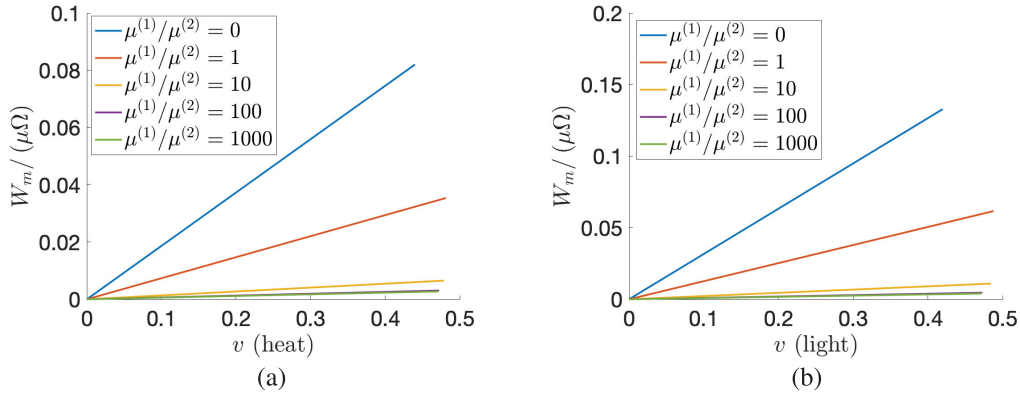 0.1
0.08
0.06
0.04
0.02
0
W_m/ (μΩ)
μ^(1)/μ^(2) = 0
μ^(1)/μ^(2) = 1
μ^(1)/μ^(2) = 10
μ^(1)/μ^(2) = 100
μ^(1)/μ^(2) = 1000
0 0.1 0.2 0.3 0.4 0.5
v (heat)
(a)
0.2
0.15
0.1
0.05
0
W_m/ (μΩ)
μ^(1)/μ^(2) = 0
μ^(1)/μ^(2) = 1
μ^(1)/μ^(2) = 10
μ^(1)/μ^(2) = 100
μ^(1)/μ^(2) = 1000
0 0.1 0.2 0.3 0.4 0.5
v (light)
(b)